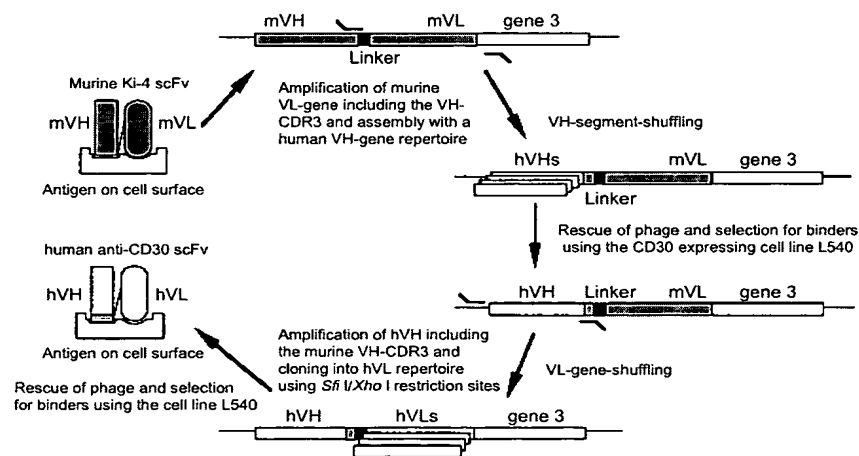 mVH mVL gene 3
Linker
Murine Ki-4 scFv
mVH mVL
Antigen on cell surface
Amplification of murine
VL-gene including the VH-
CDR3 and assembly with a
human VH-gene repertoire
VH-segment-shuffling
hVHs mVL gene 3
Linker
Rescue of phage and selection for binders
using the CD30 expressing cell line L540
hVH Linker mVL gene 3
VL-gene-shuffling
Amplification of hVH including
the murine VH-CDR3 and
cloning into hVL repertoire
using Sfi I/Xho I restriction sites
hVH hVLs gene 3
human anti-CD30 scFv
hVH hVL
Antigen on cell surface
Rescue of phage and selection
for binders using the cell line L540